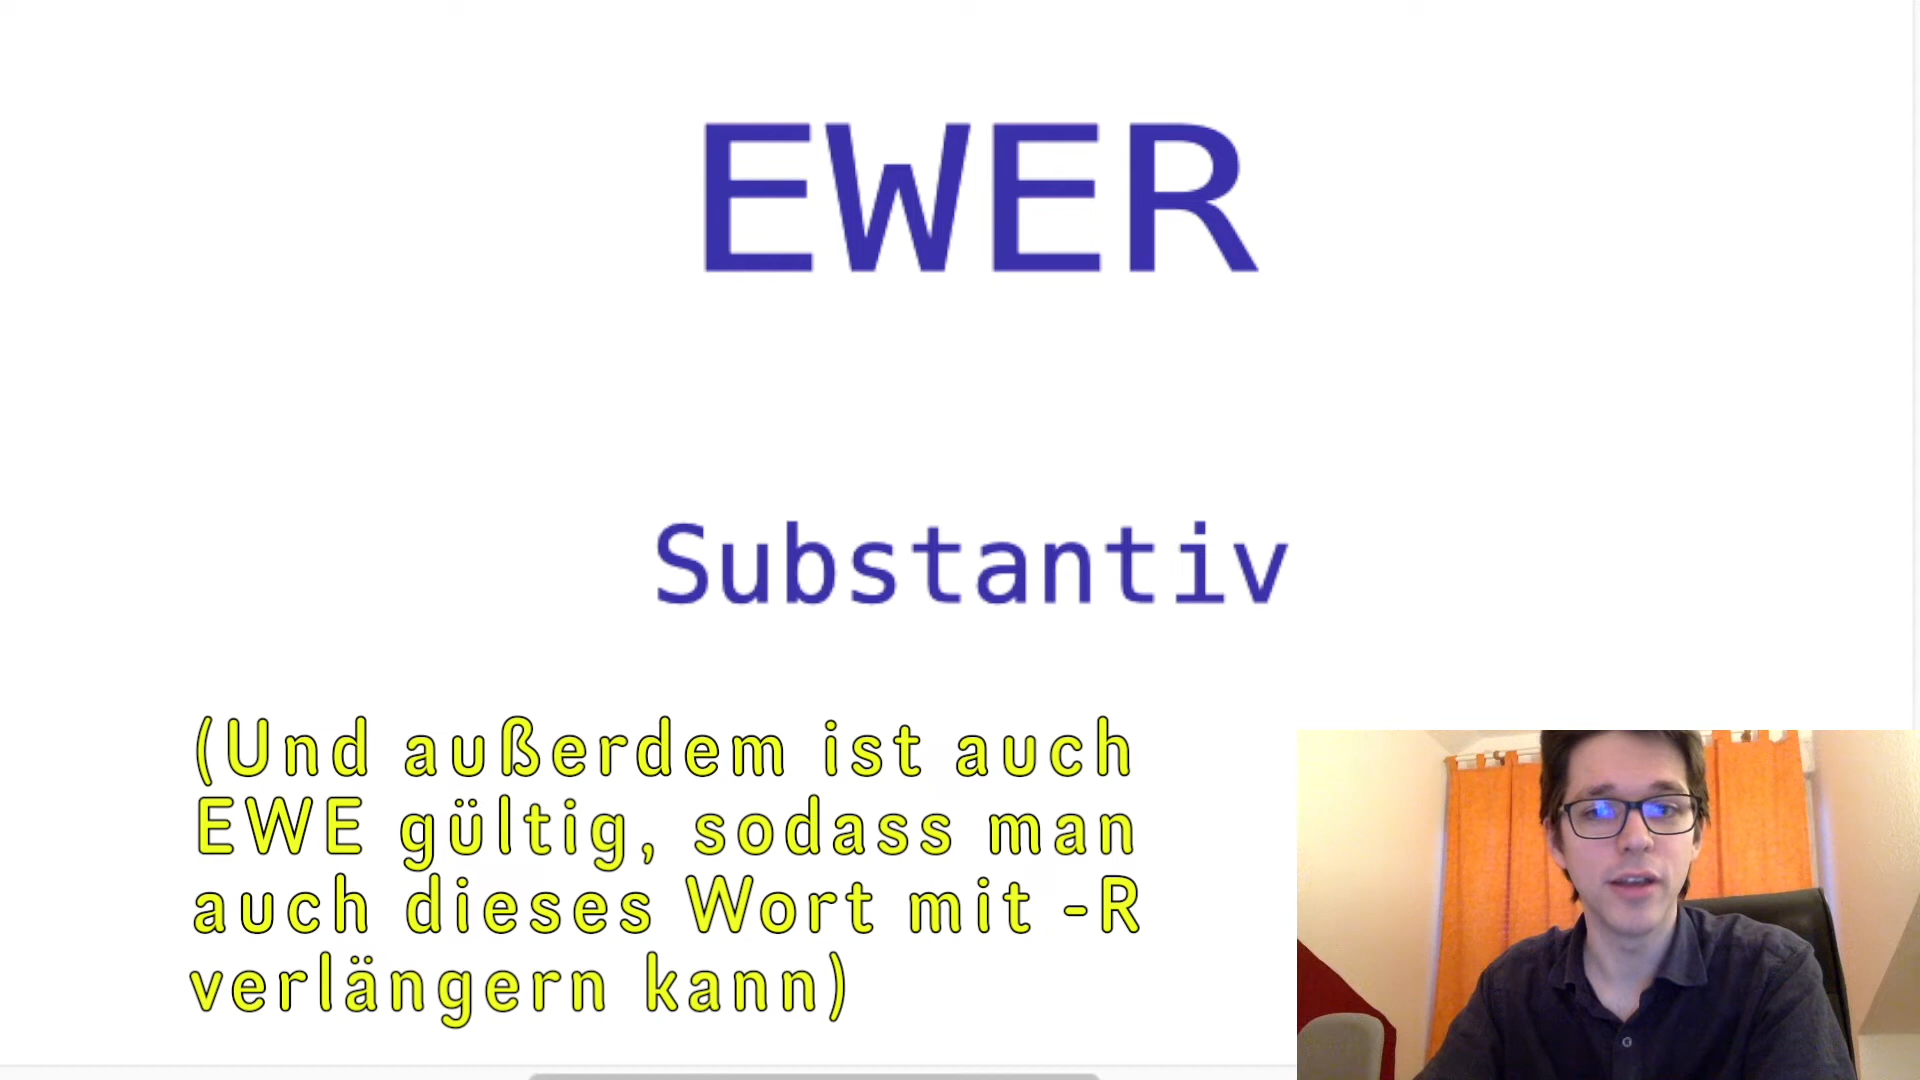 EWER
Substantiv
(Und außerdem ist auch
EWE gültig, sodass man
auch dieses Wort mit -R
verlängern kann)